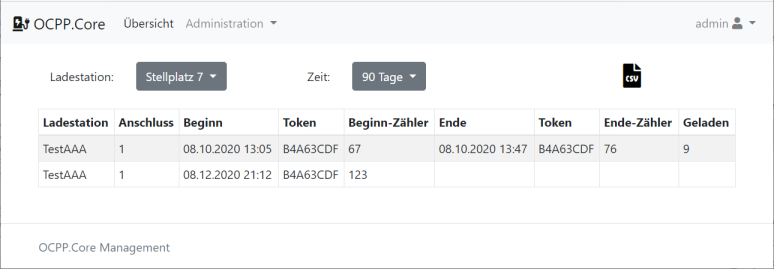 OCPP.Core Übersicht Administration admin
Ladestation: Stellplatz 7 Zeit: 90 Tage CSV
Ladestation Anschluss Beginn Token Beginn-Zähler Ende Token Ende-Zähler Geladen
TestAAA 1 08.10.2020 13:05 B4A63CDF 67 08.10.2020 13:47 B4A63CDF 76 9
TestAAA 1 08.12.2020 21:12 B4A63CDF 123
OCPP.Core Management